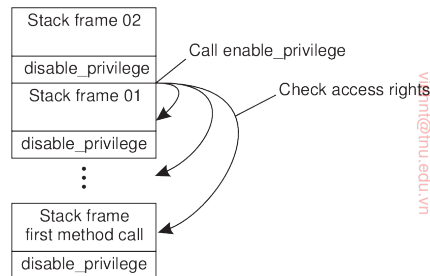 Stack frame 02
disable_privilege
Call enable_privilege
Stack frame 01
Check access rights
disable_privilege
Stack frame
first method call
disable_privilege
vinhnt@tnu.edu.vn